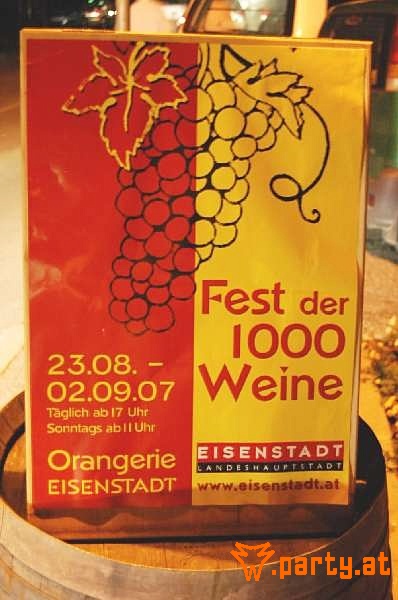 Fest der
1000
Weine
23.08. –
02.09.07
Täglich ab 17 Uhr
Sonntags ab 11 Uhr
Orangerie
EISENSTADT
EISENSTADT
LANDESHAUPTSTADT
www.eisenstadt.at
.party.at